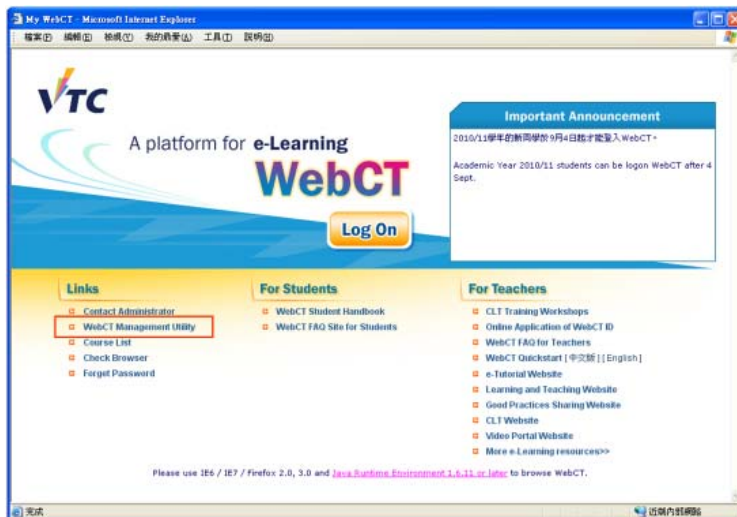 My WebCT - Microsoft Internet Explorer
檔案(F) 編輯(E) 檢視(V) 我的最愛(A) 工具(T) 說明(H)
VTC
A platform for e-Learning
WebCT
Log On
Important Announcement
2010/11學年的新同學於9月4日起才能登入WebCT。
Academic Year 2010/11 students can be logon WebCT after 4
Sept.
Links
Contact Administrator
WebCT Management Utility
Course List
Check Browser
Forget Password
For Students
WebCT Student Handbook
WebCT FAQ Site for Students
For Teachers
CLT Training Workshops
Online Application of WebCT ID
WebCT FAQ for Teachers
WebCT Quickstart [中文版] [English]
e-Tutorial Website
Learning and Teaching Website
Good Practices Sharing Website
CLT Website
Video Portal Website
More e-Learning resources>>
Please use IE6 / IE7 / Firefox 2.0, 3.0 and Java Runtime Environment 1.6.11 or later to browse WebCT.
完成
近端內部網路